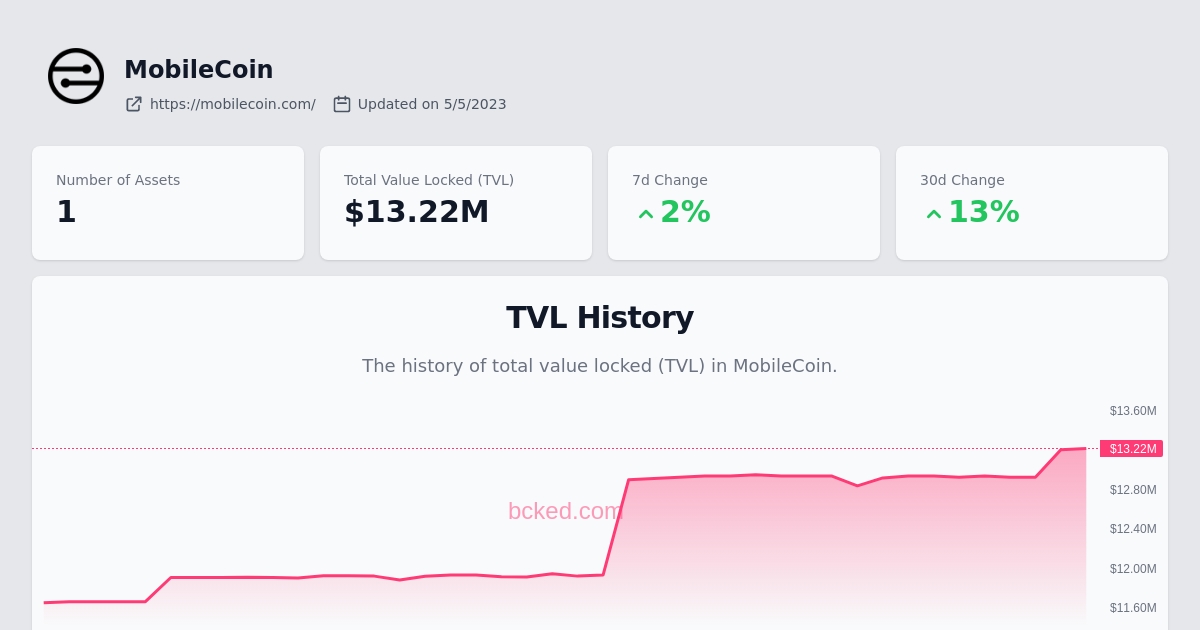 MobileCoin
https://mobilecoin.com/ Updated on 5/5/2023
Number of Assets
1
Total Value Locked (TVL)
$13.22M
7d Change
2%
30d Change
13%
TVL History
The history of total value locked (TVL) in MobileCoin.
$13.60M
$13.22M
$12.80M
bcked.com
$12.40M
$12.00M
$11.60M